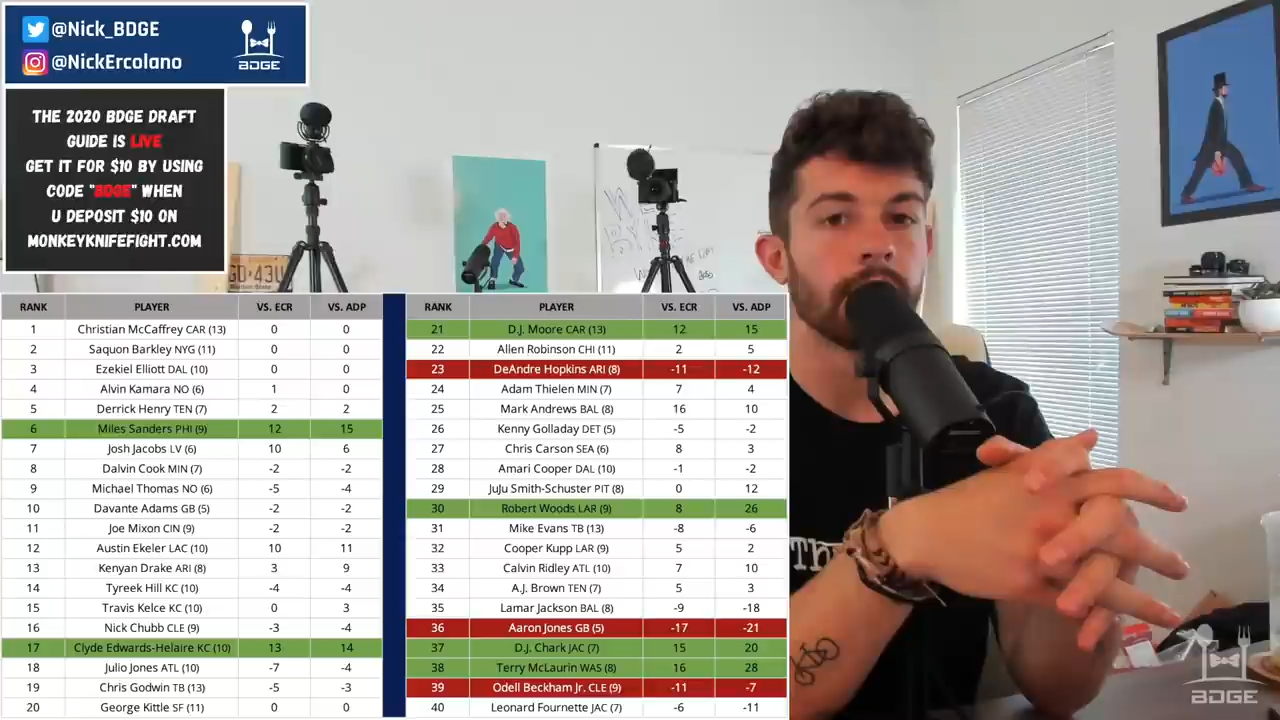 @Nick_BDGE
@NickErcolano
BDGE
THE 2020 BDGE DRAFT
GUIDE IS LIVE
GET IT FOR $10 BY USING
CODE "BDGE" WHEN
U DEPOSIT $10 ON
MONKEYKNIFEFIGHT.COM
GD·43U
RANK PLAYER VS. ECR VS. ADP
1 Christian McCaffrey CAR (13) 0 0
2 Saquon Barkley NYG (11) 0 0
3 Ezekiel Elliott DAL (10) 0 0
4 Alvin Kamara NO (6) 1 0
5 Derrick Henry TEN (7) 2 2
6 Miles Sanders PHI (9) 12 15
7 Josh Jacobs LV (6) 10 6
8 Dalvin Cook MIN (7) -2 -2
9 Michael Thomas NO (6) -5 -4
10 Davante Adams GB (5) -2 -2
11 Joe Mixon CIN (9) -2 -2
12 Austin Ekeler LAC (10) 10 11
13 Kenyan Drake ARI (8) 3 9
14 Tyreek Hill KC (10) -4 -4
15 Travis Kelce KC (10) 0 3
16 Nick Chubb CLE (9) -3 -4
17 Clyde Edwards-Helaire KC (10) 13 14
18 Julio Jones ATL (10) -7 -4
19 Chris Godwin TB (13) -5 -3
20 George Kittle SF (11) 0 0
RANK PLAYER VS. ECR VS. ADP
21 D.J. Moore CAR (13) 12 15
22 Allen Robinson CHI (11) 2 5
23 DeAndre Hopkins ARI (8) -11 -12
24 Adam Thielen MIN (7) 7 4
25 Mark Andrews BAL (8) 16 10
26 Kenny Golladay DET (5) -5 -2
27 Chris Carson SEA (6) 8 3
28 Amari Cooper DAL (10) -1 -2
29 JuJu Smith-Schuster PIT (8) 0 12
30 Robert Woods LAR (9) 8 26
31 Mike Evans TB (13) -8 -6
32 Cooper Kupp LAR (9) 5 2
33 Calvin Ridley ATL (10) 7 10
34 A.J. Brown TEN (7) 5 3
35 Lamar Jackson BAL (8) -9 -18
36 Aaron Jones GB (5) -17 -21
37 D.J. Chark JAC (7) 15 20
38 Terry McLaurin WAS (8) 16 28
39 Odell Beckham Jr. CLE (9) -11 -7
40 Leonard Fournette JAC (7) -6 -11
BDGE